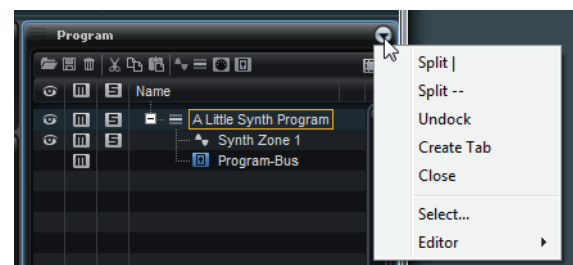 Program
Name
A Little Synth Program
Synth Zone 1
Program-Bus
Split |
Split --
Undock
Create Tab
Close
Select...
Editor